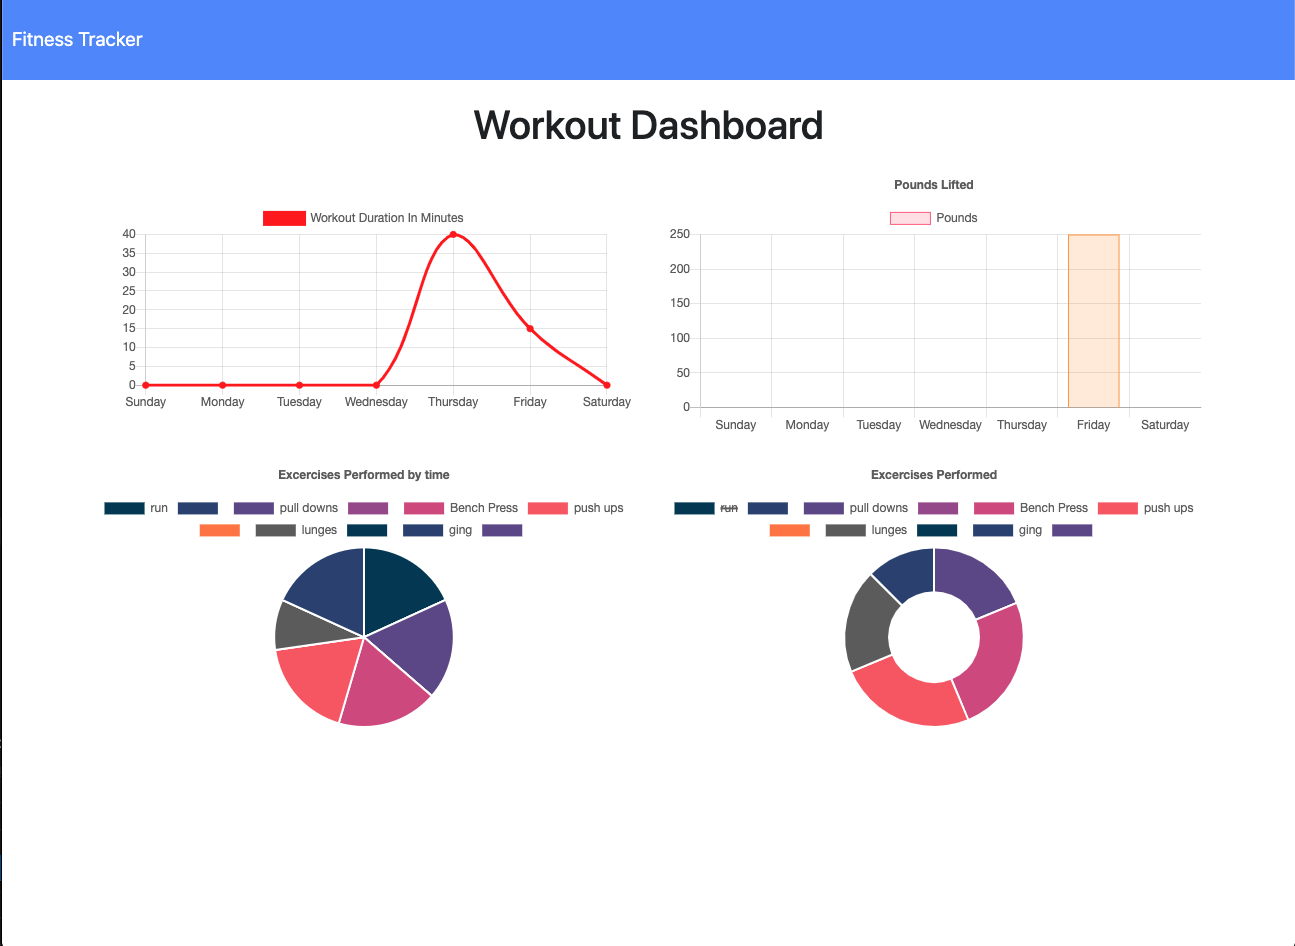 Fitness Tracker
Workout Dashboard
Workout Duration In Minutes
40
35
30
25
20
15
10
5
0
Sunday Monday Tuesday Wednesday Thursday Friday Saturday
Pounds Lifted
Pounds
250
200
150
100
50
0
Sunday Monday Tuesday Wednesday Thursday Friday Saturday
Excercises Performed by time
run pull downs Bench Press push ups
lunges ging
Excercises Performed
run pull downs Bench Press push ups
lunges ging